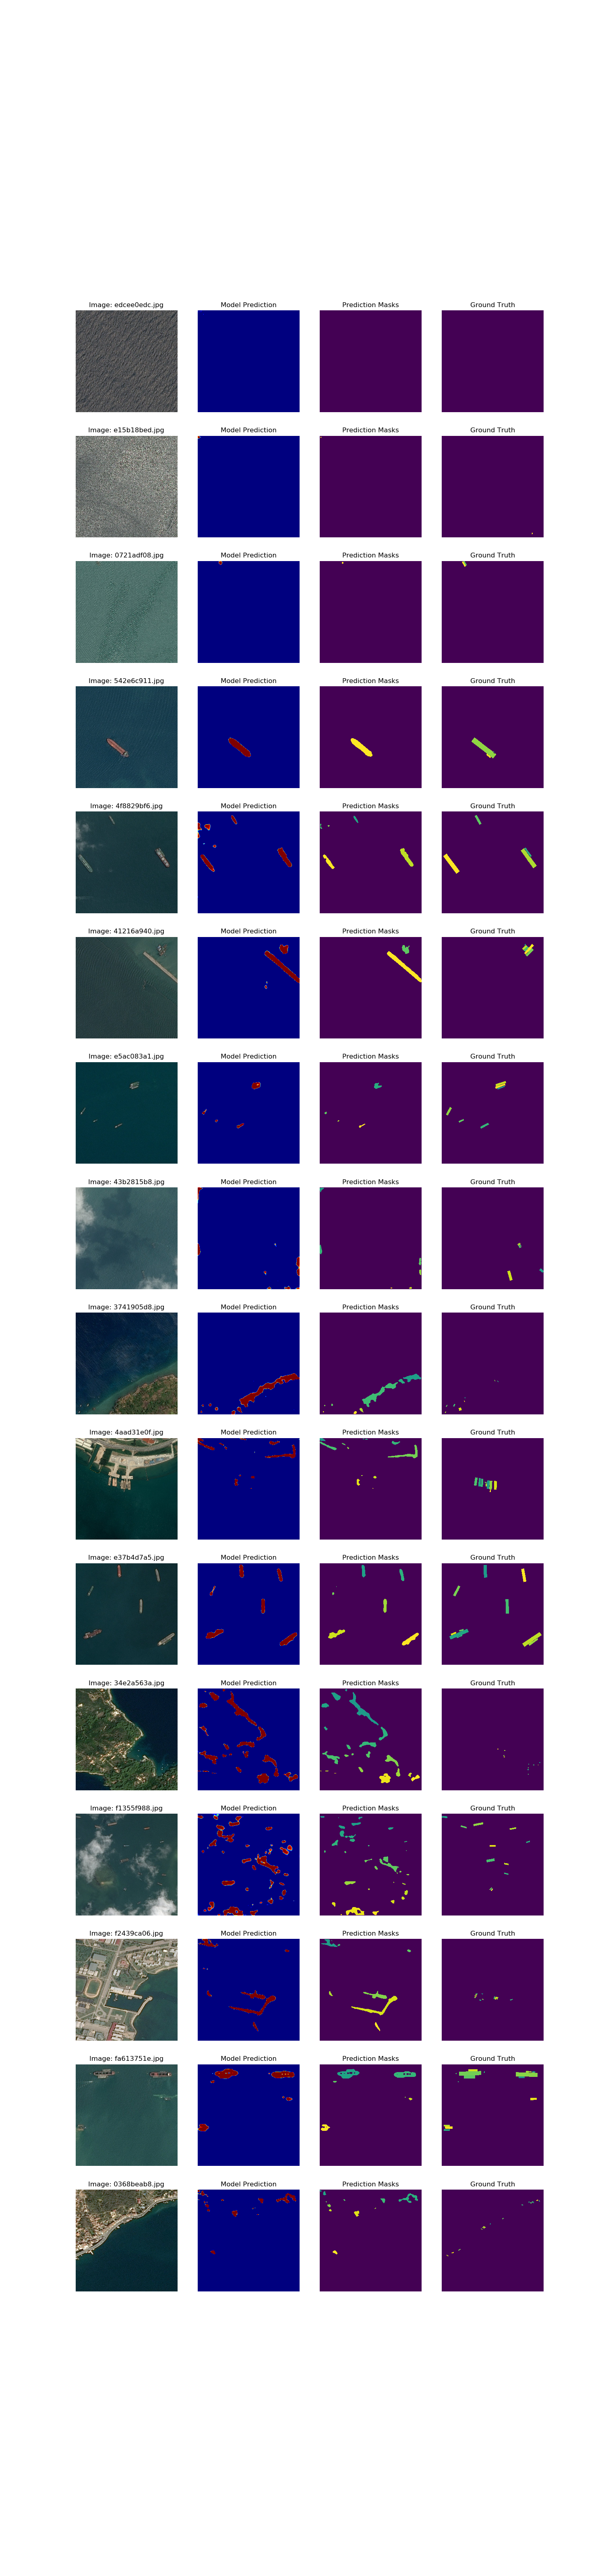 Image: edcee0edc.jpg Model Prediction Prediction Masks Ground Truth
Image: e15b18bed.jpg Model Prediction Prediction Masks Ground Truth
Image: 0721adf08.jpg Model Prediction Prediction Masks Ground Truth
Image: 542e6c911.jpg Model Prediction Prediction Masks Ground Truth
Image: 4f8829bf6.jpg Model Prediction Prediction Masks Ground Truth
Image: 41216a940.jpg Model Prediction Prediction Masks Ground Truth
Image: e5ac083a1.jpg Model Prediction Prediction Masks Ground Truth
Image: 43b2815b8.jpg Model Prediction Prediction Masks Ground Truth
Image: 3741905d8.jpg Model Prediction Prediction Masks Ground Truth
Image: 4aad31e0f.jpg Model Prediction Prediction Masks Ground Truth
Image: e37b4d7a5.jpg Model Prediction Prediction Masks Ground Truth
Image: 34e2a563a.jpg Model Prediction Prediction Masks Ground Truth
Image: f1355f988.jpg Model Prediction Prediction Masks Ground Truth
Image: f2439ca06.jpg Model Prediction Prediction Masks Ground Truth
Image: fa613751e.jpg Model Prediction Prediction Masks Ground Truth
Image: 0368beab8.jpg Model Prediction Prediction Masks Ground Truth